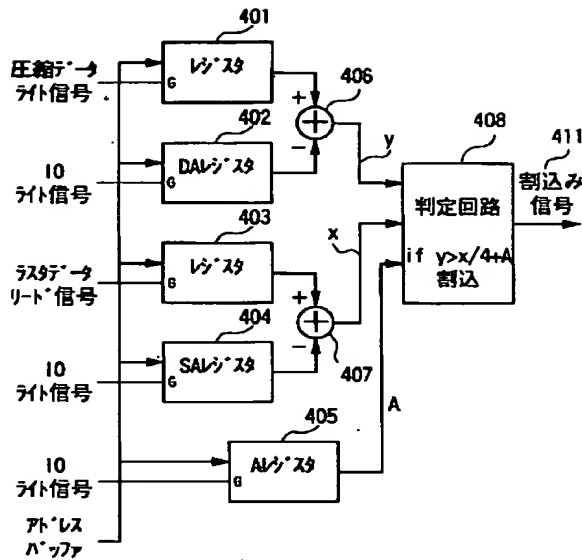 401
圧縮データ
ライト信号
G
レジスタ
406
+
−
402
IO
ライト信号
G
DAレジスタ
y
408
411
割込み
信号
判定回路
if y>x/4+A
割込
403
ラスタデータ
リード信号
G
レジスタ
x
+
−
407
404
IO
ライト信号
G
SAレジスタ
405
A
IO
ライト信号
G
Aレジスタ
アドレス
バッファ